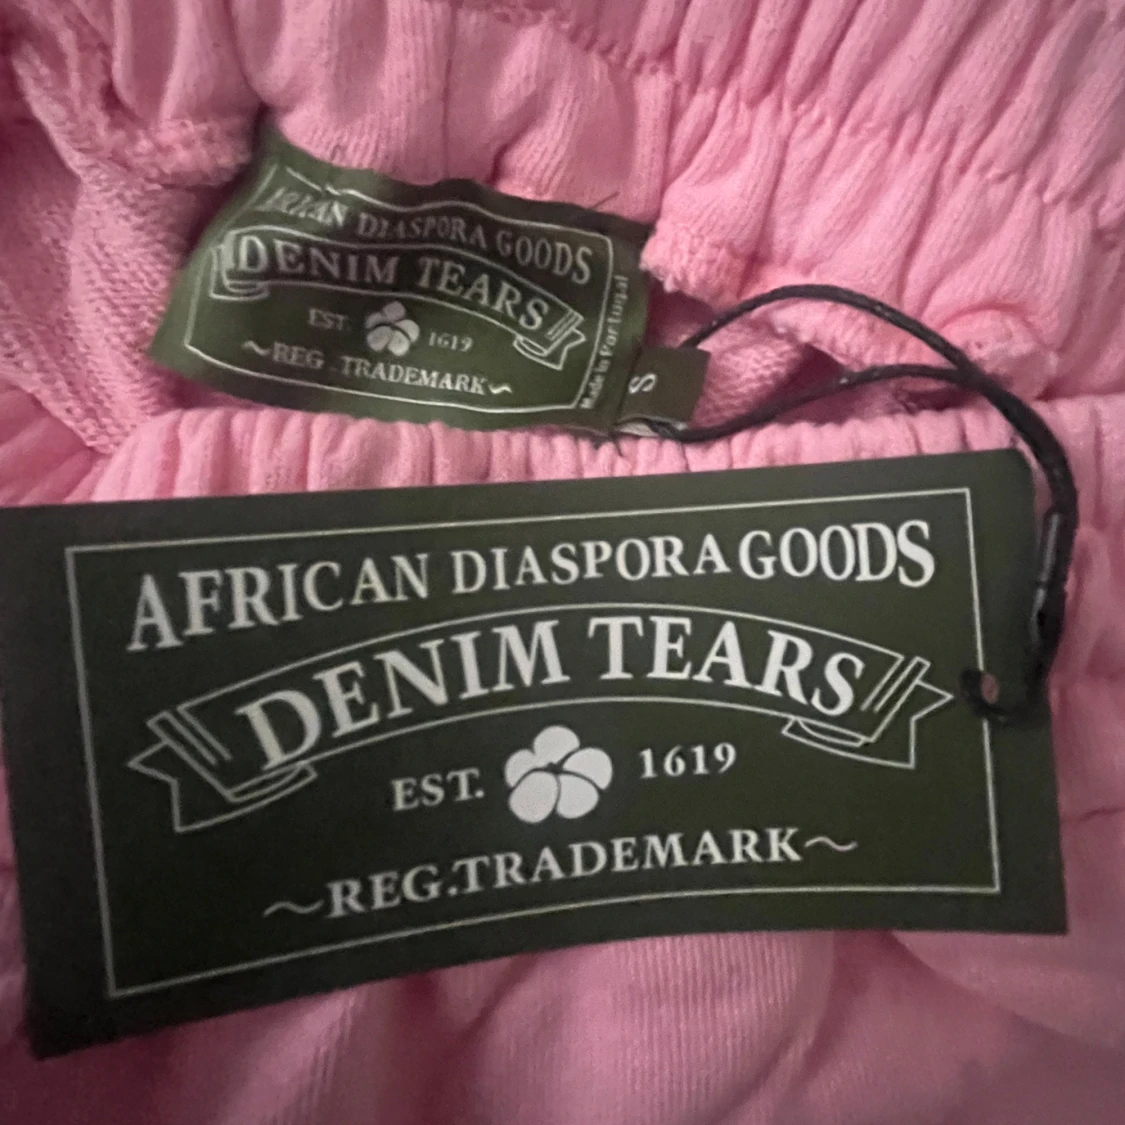 DIASPORA GOODS
DENIM TEARS
EST. 1619
~REG.TRADEMARK~
Made in Portugal
S
AFRICAN DIASPORA GOODS
DENIM TEARS
EST. 1619
~REG.TRADEMARK~